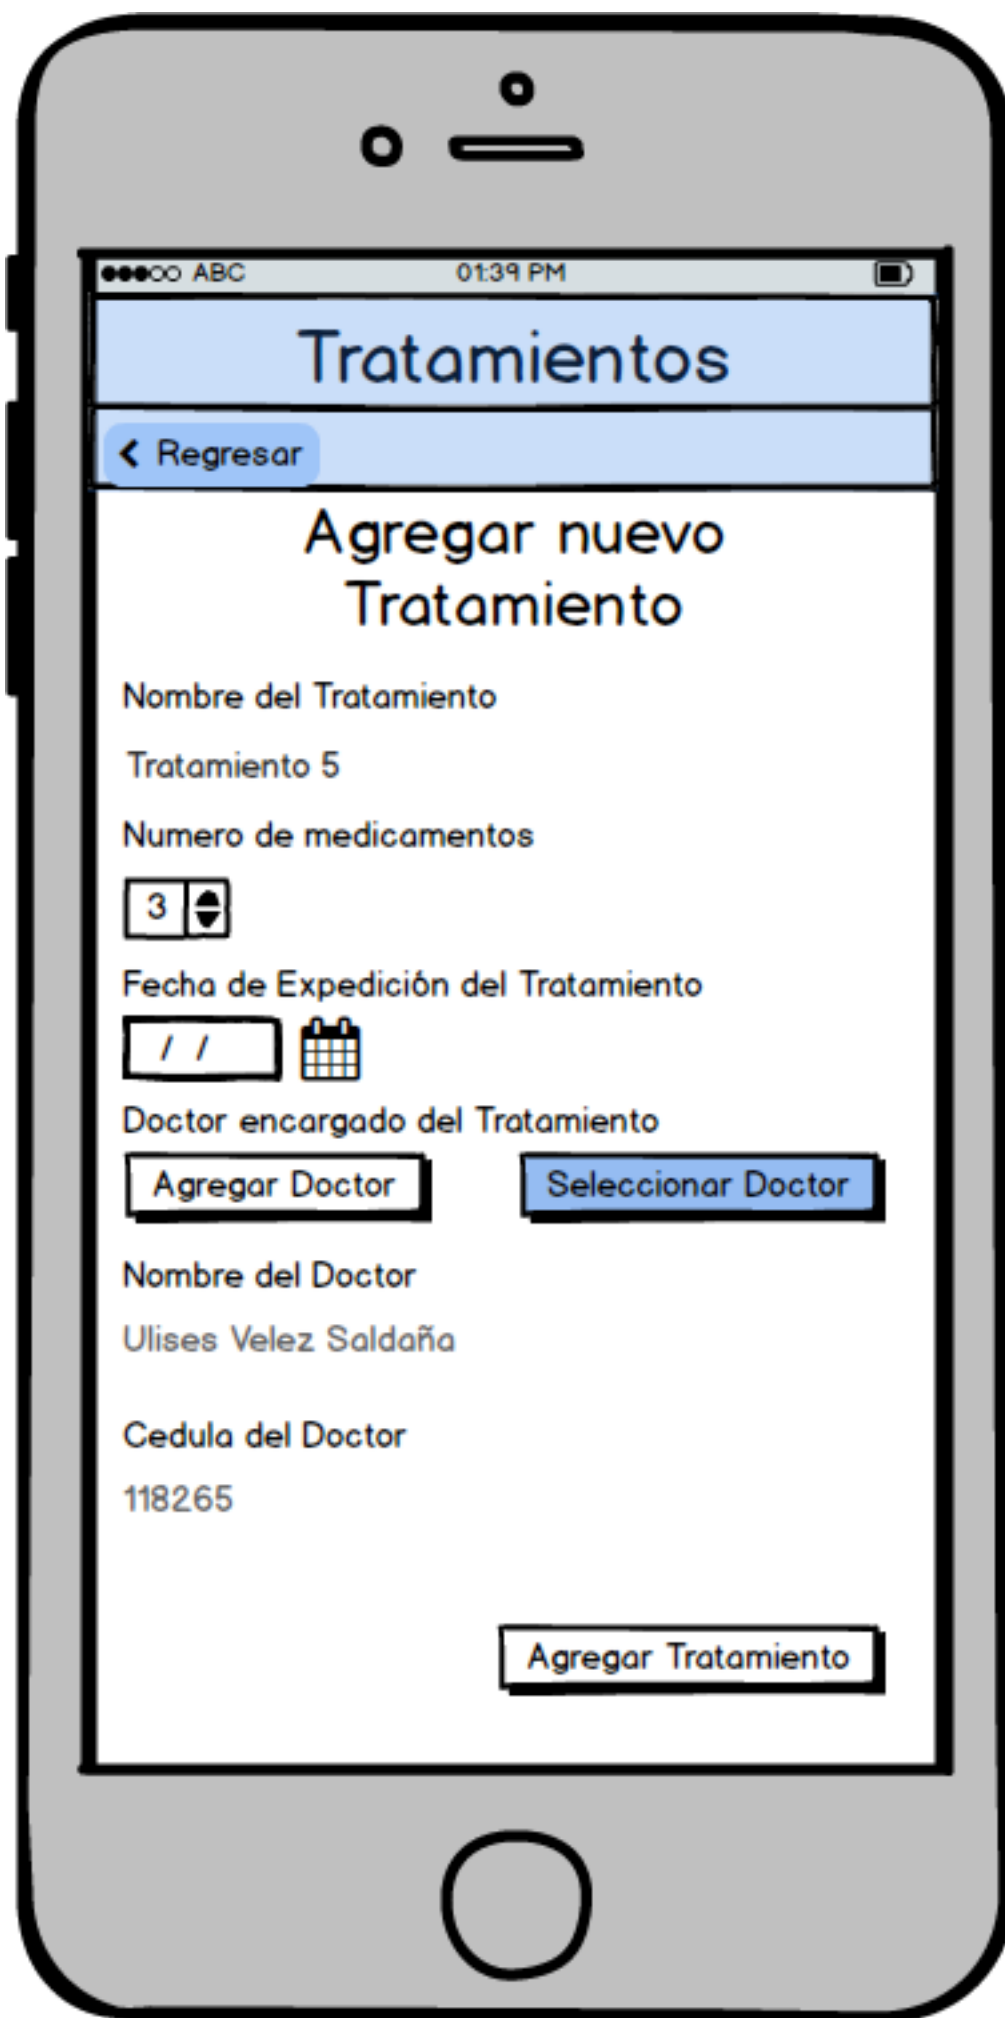 ABC 01:39 PM
Tratamientos
Regresar
Agregar nuevo
Tratamiento
Nombre del Tratamiento
Tratamiento 5
Numero de medicamentos
3
Fecha de Expedición del Tratamiento
/ /
Doctor encargado del Tratamiento
Agregar Doctor Seleccionar Doctor
Nombre del Doctor
Ulises Velez Saldaña
Cedula del Doctor
118265
Agregar Tratamiento